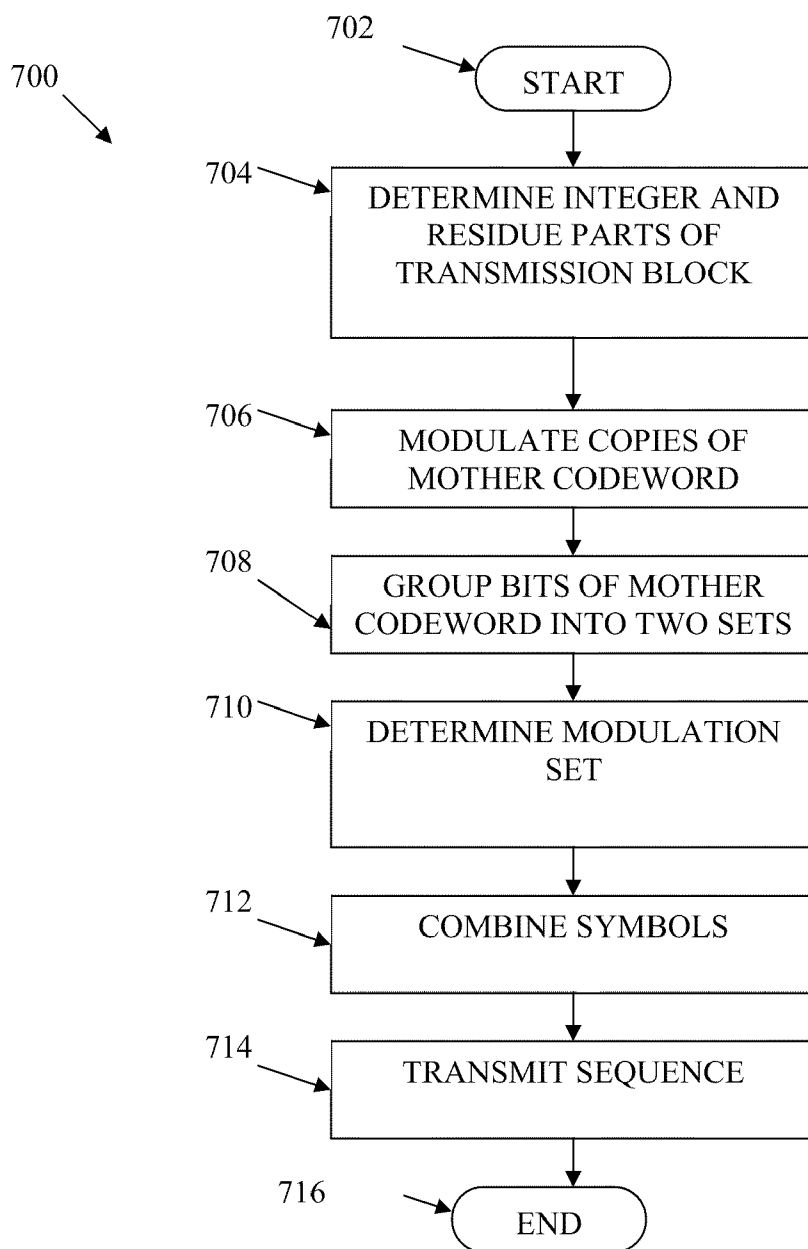 702
START
700
704
DETERMINE INTEGER AND
RESIDUE PARTS OF
TRANSMISSION BLOCK
706
MODULATE COPIES OF
MOTHER CODEWORD
708
GROUP BITS OF MOTHER
CODEWORD INTO TWO SETS
710
DETERMINE MODULATION
SET
712
COMBINE SYMBOLS
714
TRANSMIT SEQUENCE
716
END